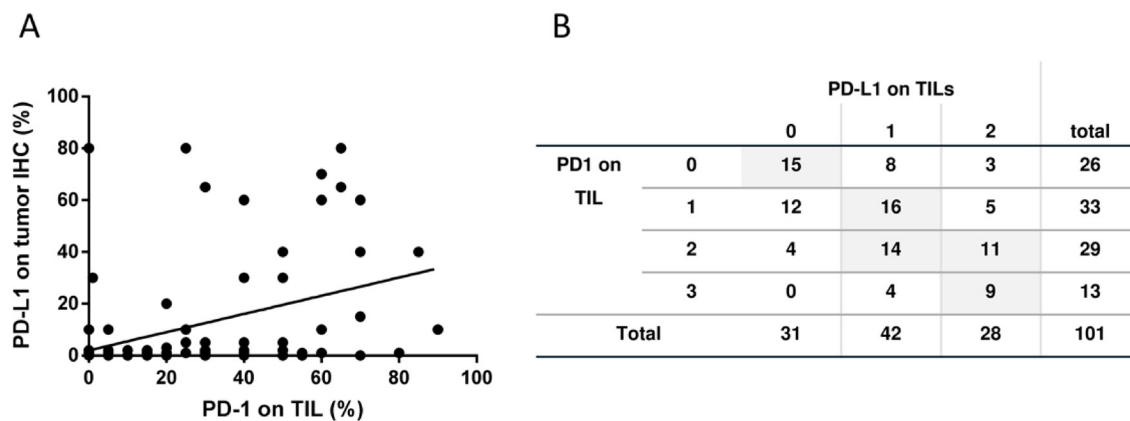 A
PD-L1 on tumor IHC (%)
100
80
60
40
20
0
0 20 40 60 80 100
PD-1 on TIL (%)
B
PD-L1 on TILs
0 1 2 total
PD1 on TIL 0 15 8 3 26
1 12 16 5 33
2 4 14 11 29
3 0 4 9 13
Total 31 42 28 101